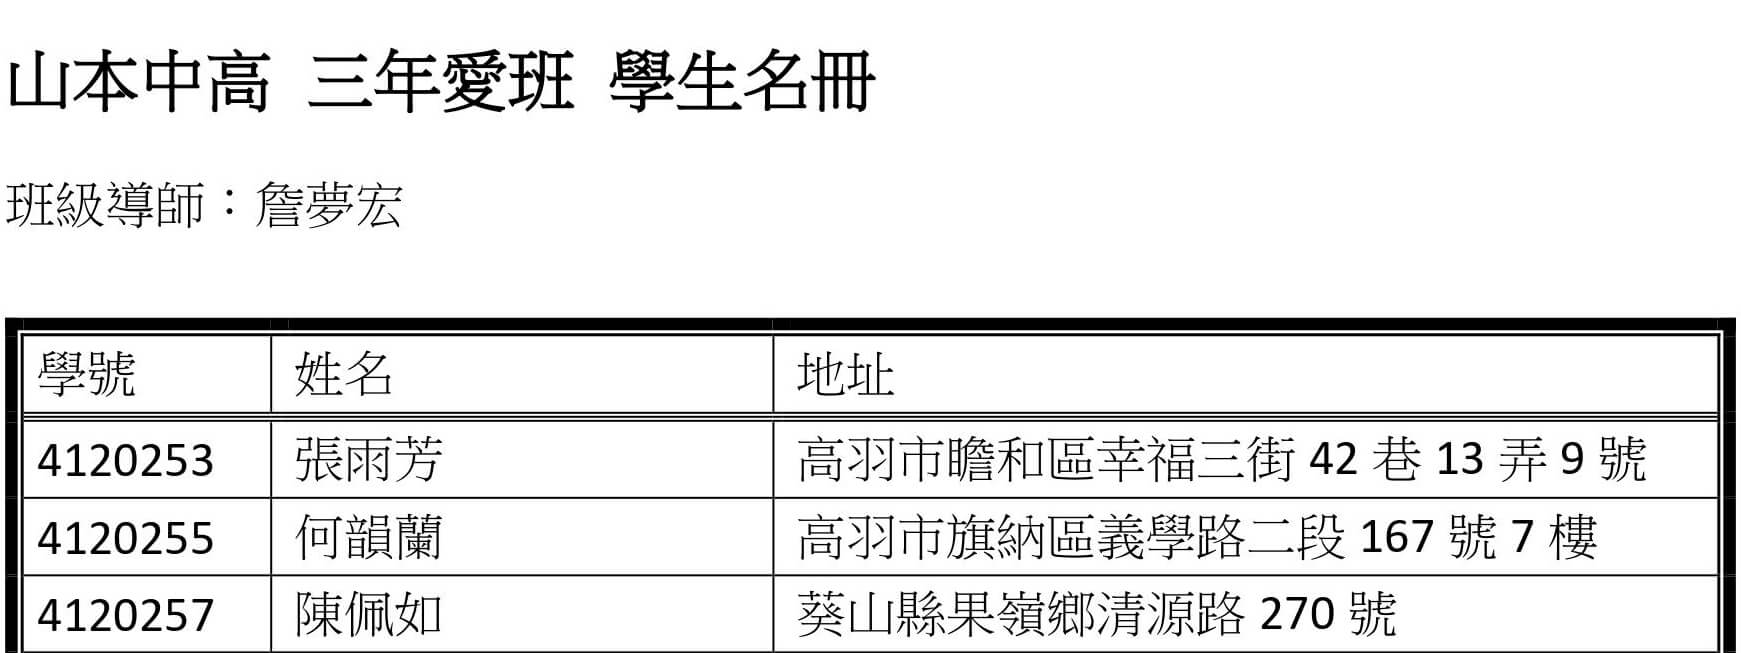 山本中高 三年愛班 學生名冊
班級導師：詹夢宏
學號 姓名 地址
4120253 張雨芳 高羽市瞻和區幸福三街 42 巷 13 弄 9 號
4120255 何韻蘭 高羽市旗納區義學路二段 167 號 7 樓
4120257 陳佩如 葵山縣果嶺鄉清源路 270 號